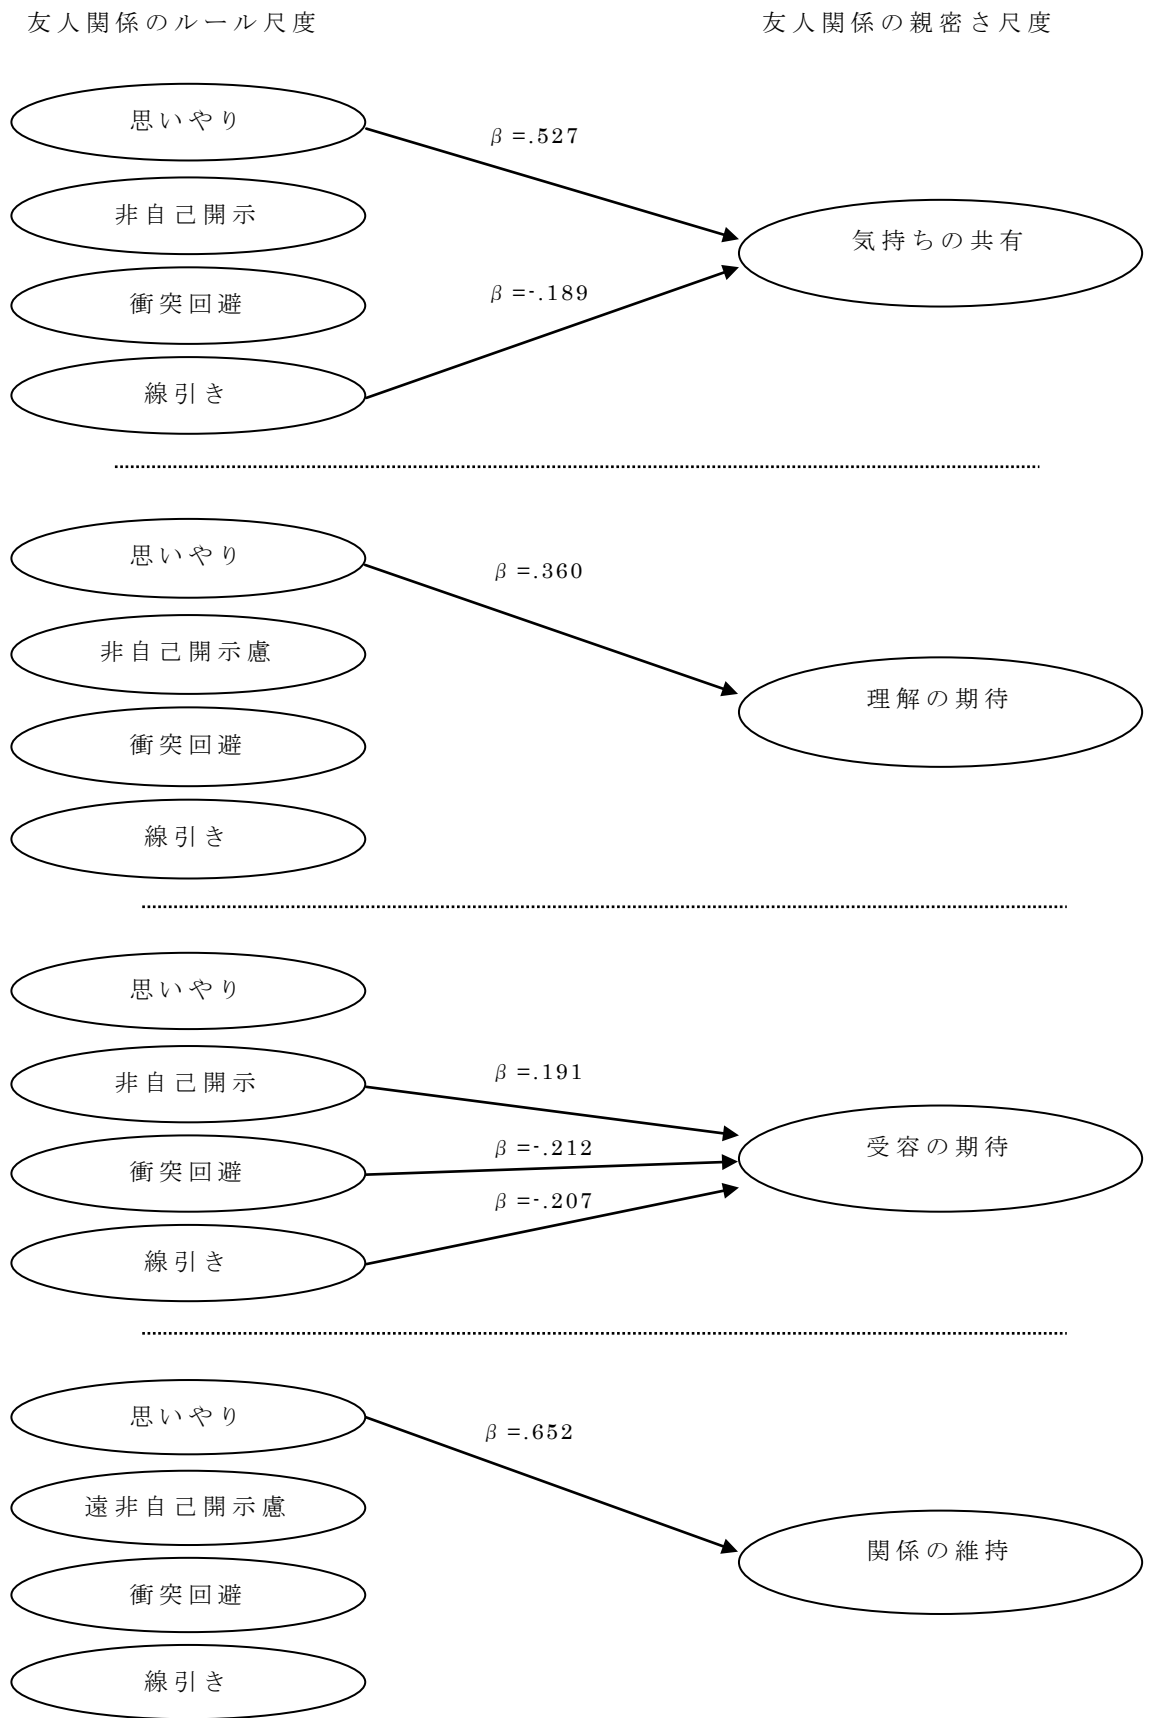 友人関係のルール尺度
友人関係の親密さ尺度
思いやり
β=.527
非自己開示
気持ちの共有
衝突回避
β=-.189
線引き
思いやり
β=.360
非自己開示慮
理解の期待
衝突回避
線引き
思いやり
β=.191
非自己開示
受容の期待
β=-.212
衝突回避
β=-.207
線引き
思いやり
β=.652
遠非自己開示慮
関係の維持
衝突回避
線引き